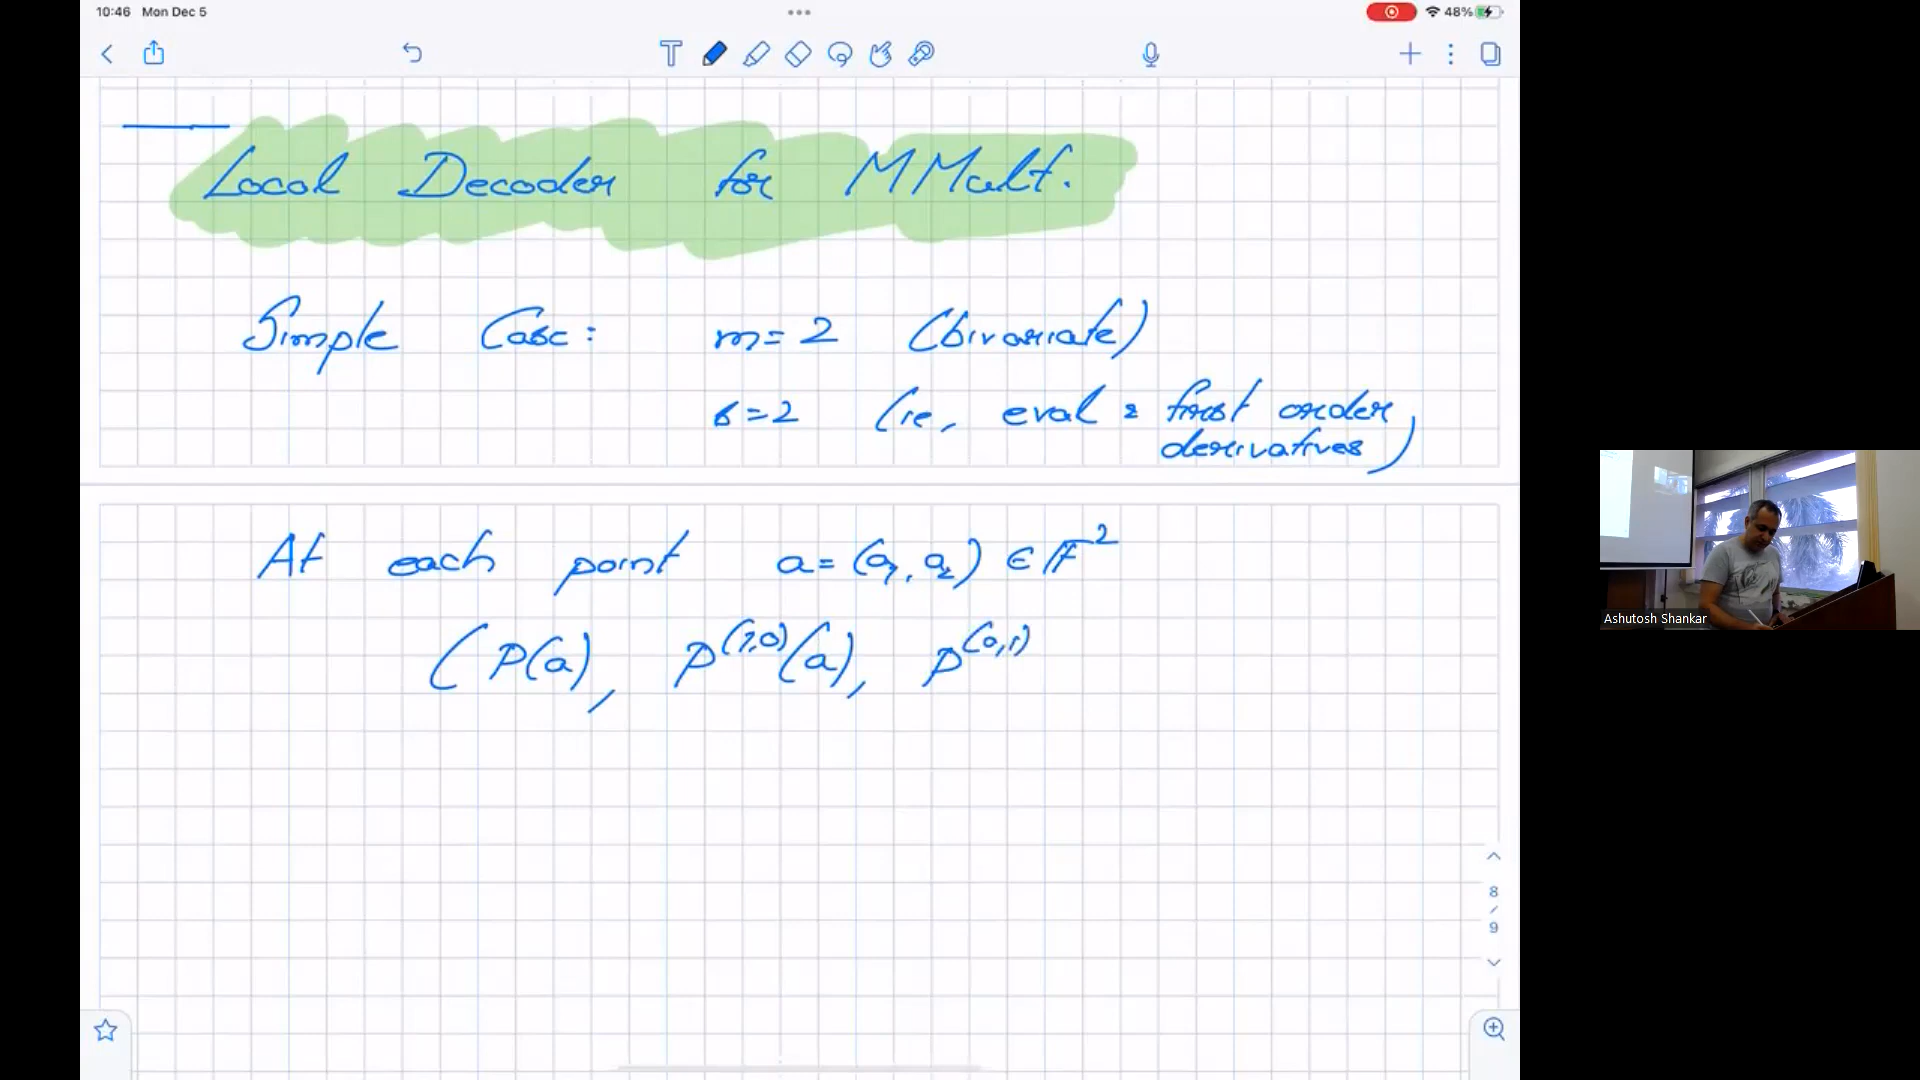 10:46 Mon Dec 5
48%
T
Local Decoder for MMult.
Simple Case: m=2 (bivariate)
s=2 (ie, eval & first order
derivatives)
At each point a=(a₁,a₂) ∈ 𝔽²
(P(a), P^(1,0)(a), P^(0,1)
8
/
9
Ashutosh Shankar